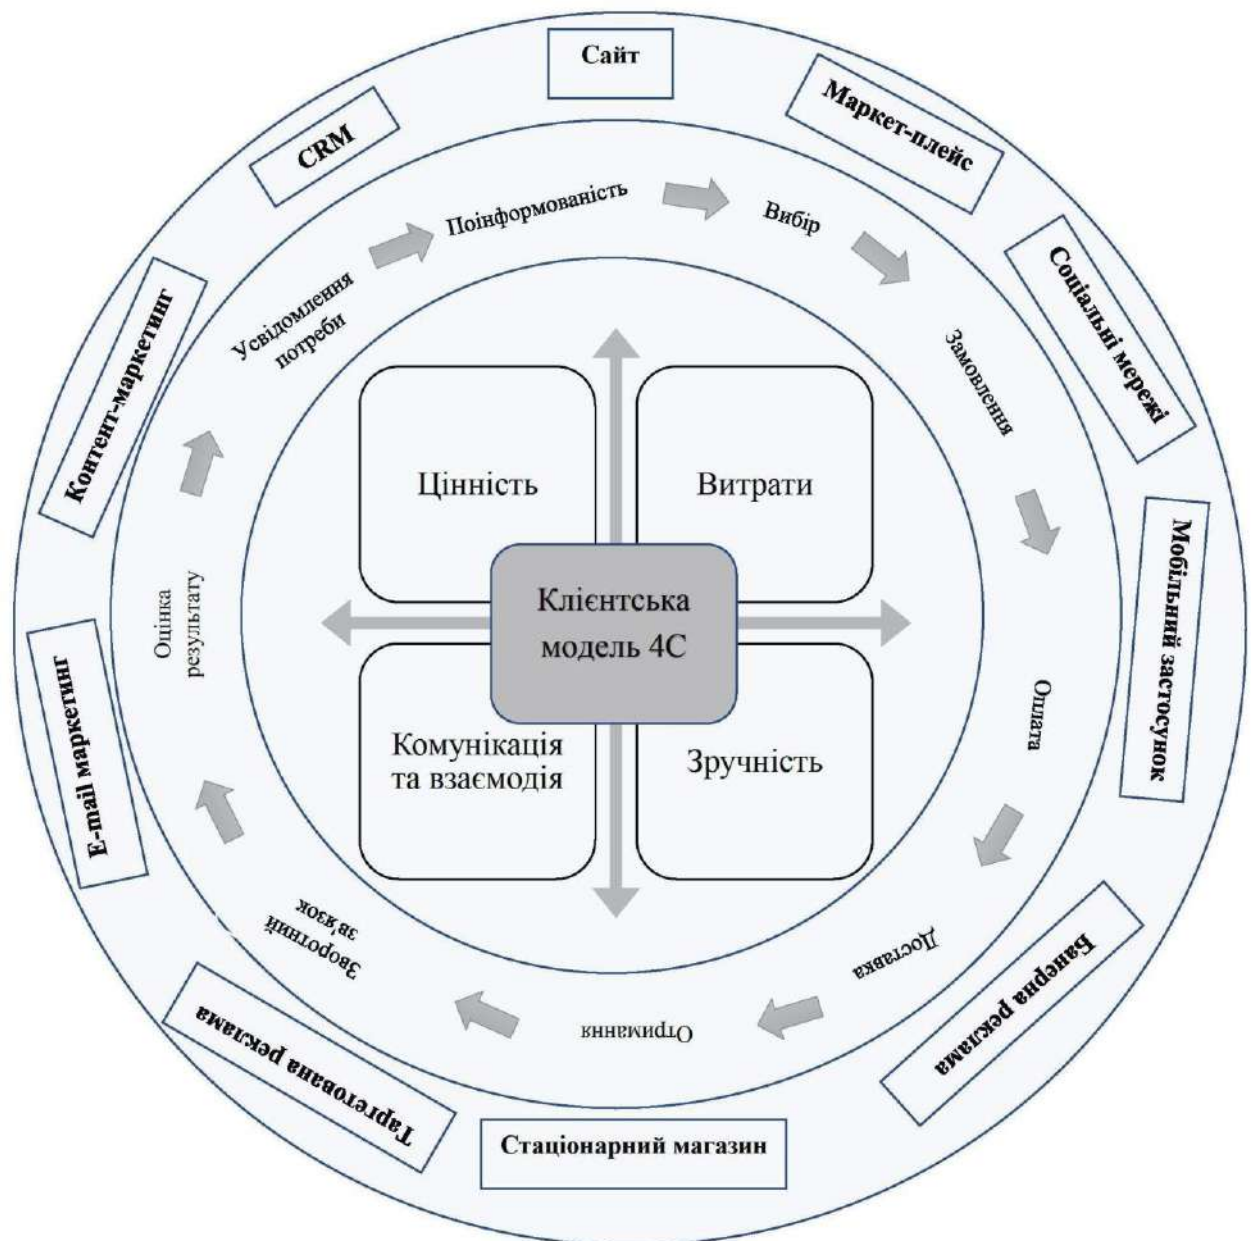 Сайт
Маркет-плейс
Соціальні мережі
Мобільний застосунок
Банерна реклама
Стаціонарний магазин
Таргетована реклама
E-mail маркетинг
Контент-маркетинг
CRM
Усвідомлення
потреби
Поінформованість
Вибір
Замовлення
Оплата
Доставка
Отримання
Зворотний
зв'язок
Оцінка
результату
Цінність
Витрати
Клієнтська
модель 4С
Комунікація
та взаємодія
Зручність